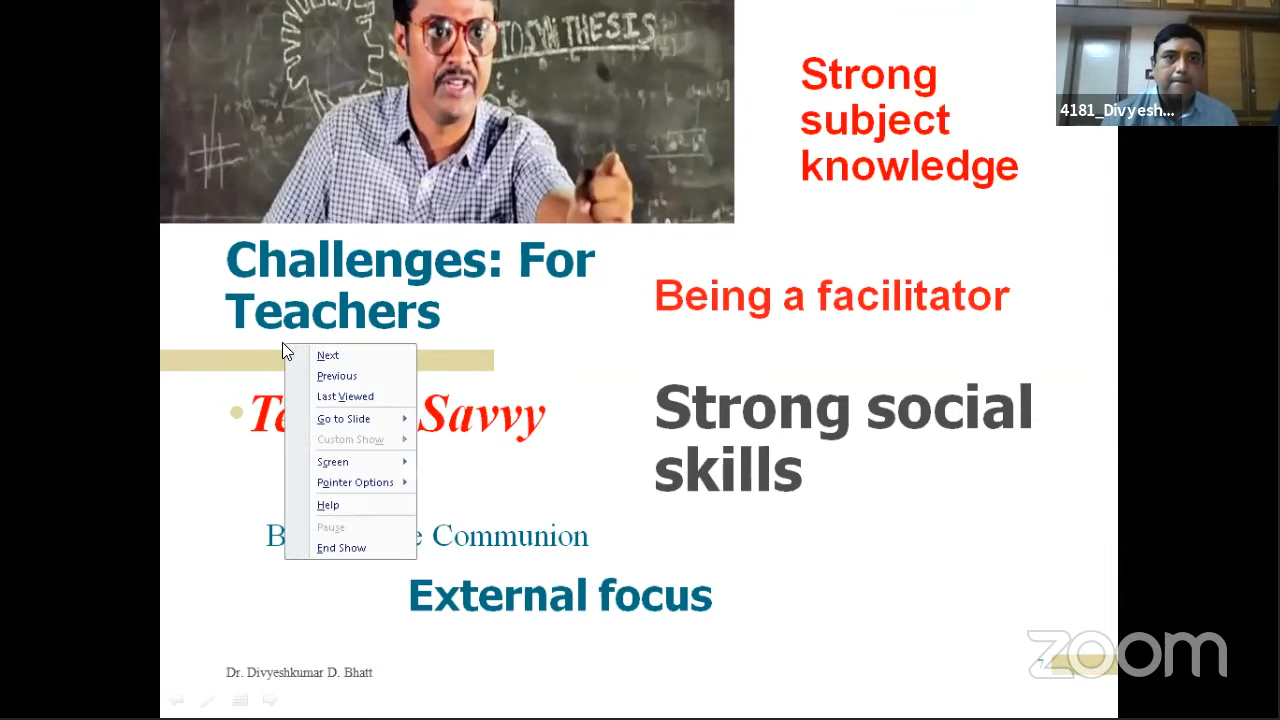 TOSYNTHESIS
Strong
subject
knowledge
4181_Divyesh...
Challenges: For
Teachers
Being a facilitator
Next
Previous
Last Viewed
Go to Slide
Custom Show
Screen
Pointer Options
Help
Pause
End Show
Savvy
Strong social
skills
Communion
External focus
Dr. Divyeshkumar D. Bhatt
zoom